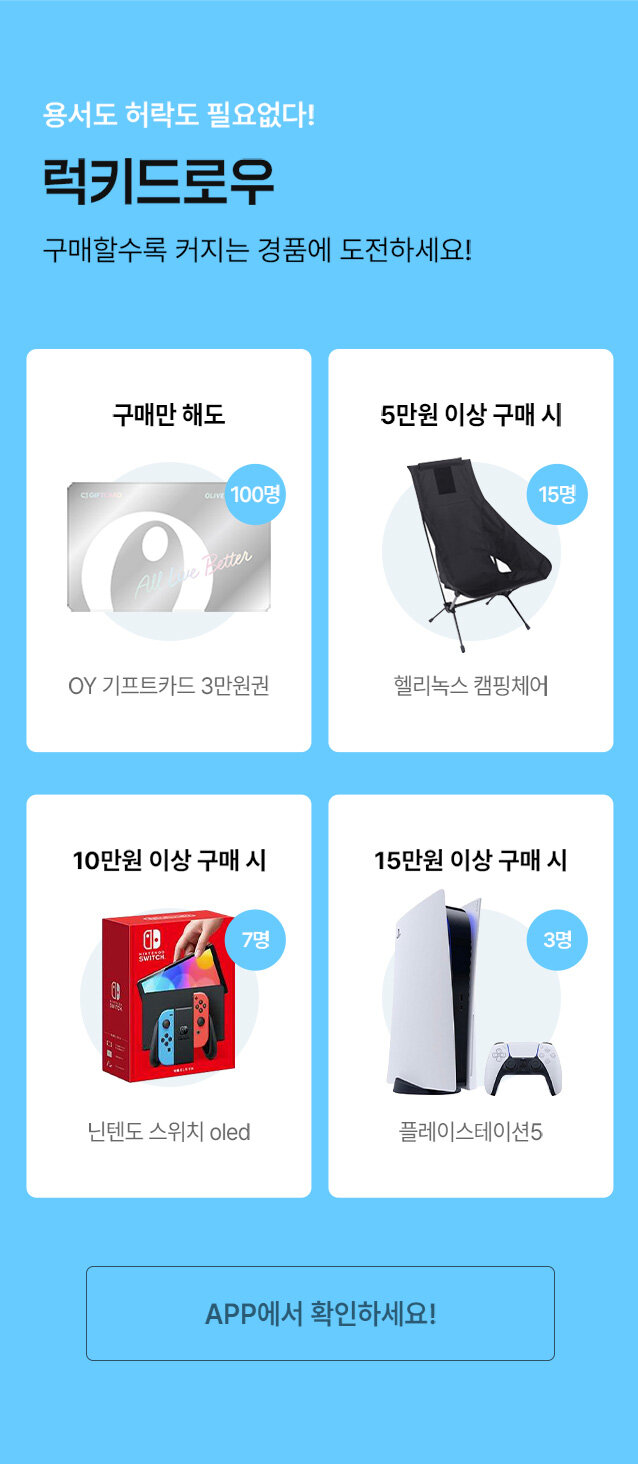 용서도 허락도 필요없다!
럭키드로우
구매할수록 커지는 경품에 도전하세요!
구매만 해도
CJ GIFT CARD
OLIVE
100명
All Live Better
OY 기프트카드 3만원권
5만원 이상 구매 시
15명
헬리녹스 캠핑체어
10만원 이상 구매 시
7명
NINTENDO
SWITCH
닌텐도 스위치 oled
15만원 이상 구매 시
3명
플레이스테이션5
APP에서 확인하세요!